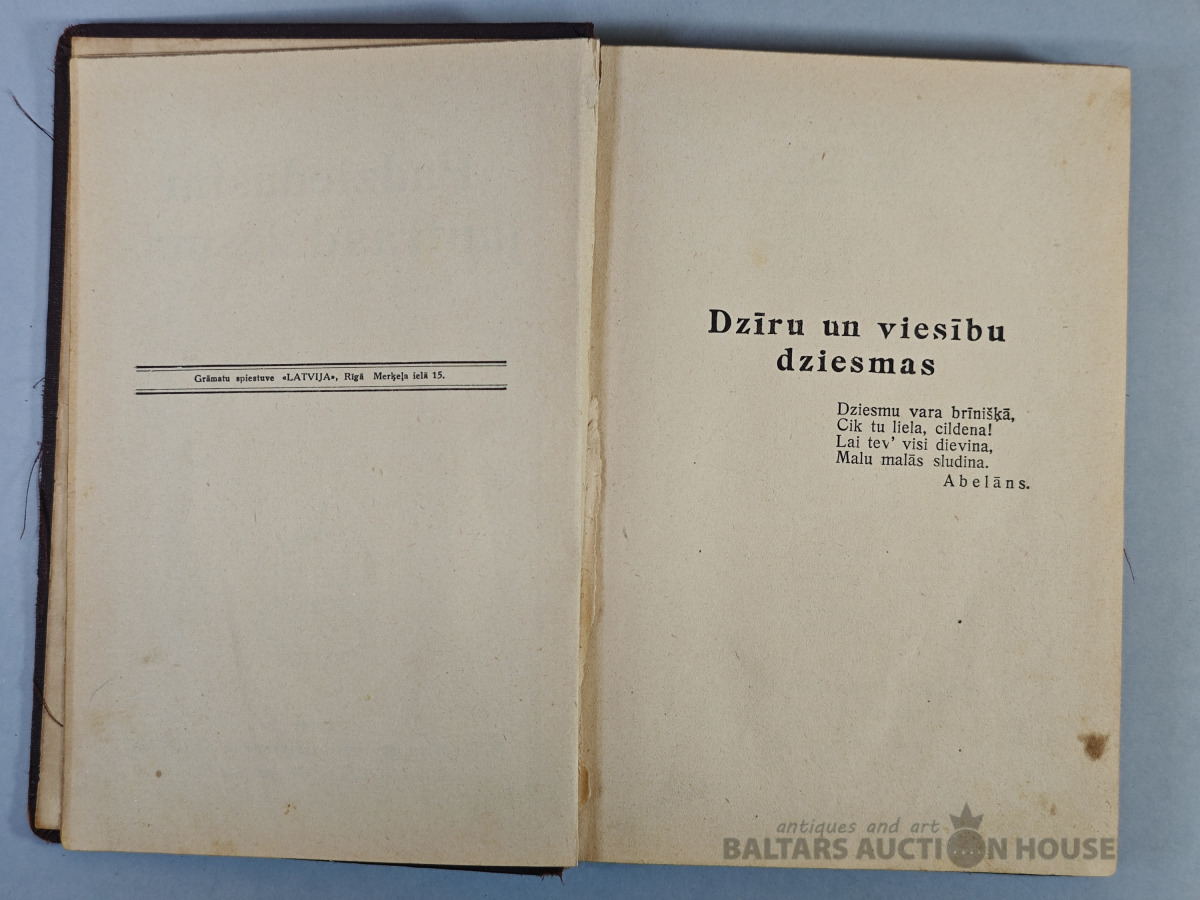 Grāmatu spiestuve «LATVIJA», Rīgā Merķeļa ielā 15.
Dzīru un viesību
dziesmas
Dziesmu vara brīnišķā,
Cik tu liela, cildena!
Lai tev' visi dievina,
Malu malās sludina.
Abelāns.
antiques and art
BALTARS AUCTION HOUSE